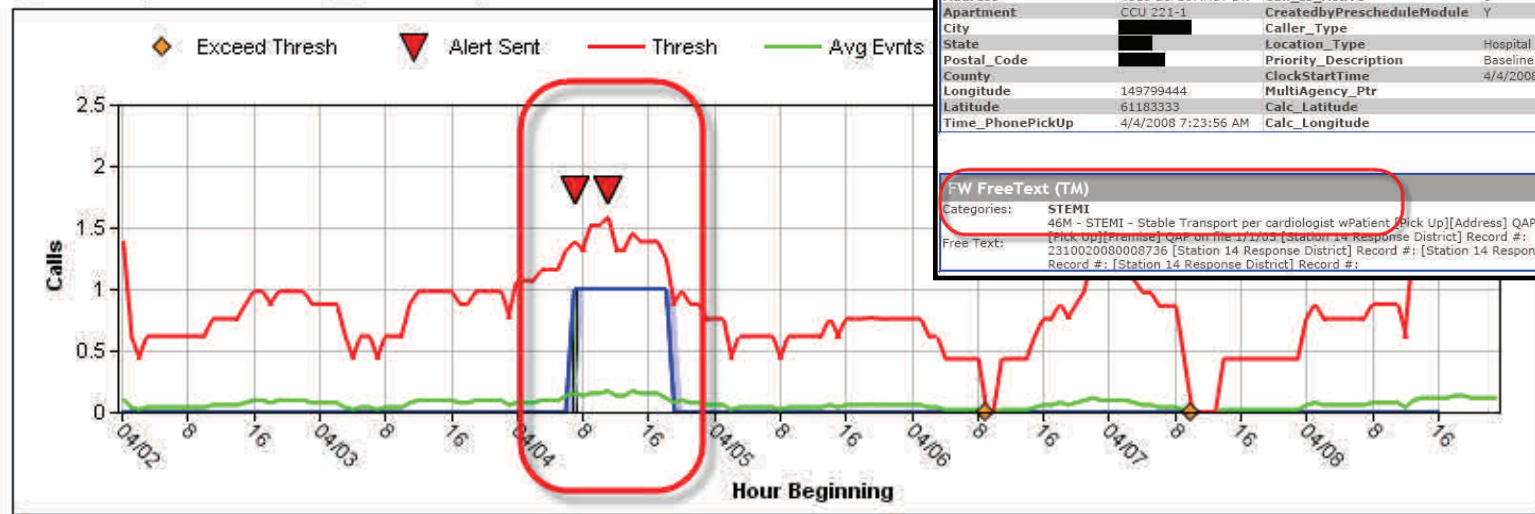 Exceed Thresh Alert Sent Thresh Avg Evnts
Apartment CCU 221-1 CreatedbyPrescheduleModule Y
City Caller_Type
State Location_Type Hospital
Postal_Code Priority_Description Baseline
County ClockStartTime 4/4/2008
Longitude 149799444 MultiAgency_Ptr
Latitude 61183333 Calc_Latitude
Time_PhonePickUp 4/4/2008 7:23:56 AM Calc_Longitude
FW FreeText (TM)
Categories: STEMI
46M - STEMI - Stable Transport per cardiologist wPatient [Pick Up][Address] QAP
Free Text: [Pick Up][Premise] QAP on file 1/1/03 [Station 14 Response District] Record #:
2310020080008736 [Station 14 Response District] Record #: [Station 14 Respon
Record #: [Station 14 Response District] Record #:
Calls
2.5
2
1.5
1
0.5
0
04/02 8 16 04/03 8 16 04/04 8 16 04/05 8 16 04/06 8 16 04/07 8 16 04/08 8 16
Hour Beginning